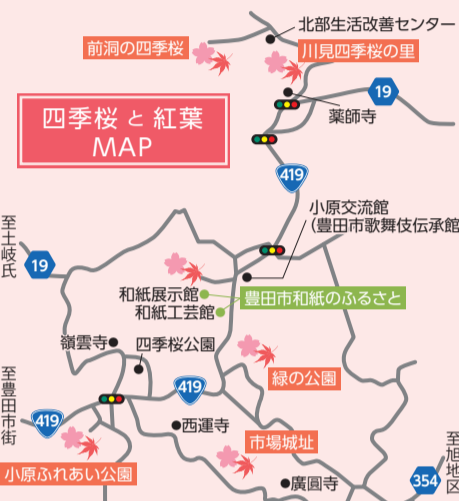 北部生活改善センター
前洞の四季桜
川見四季桜の里
19
薬師寺
四季桜 と 紅葉
MAP
419
小原交流館
(豊田市歌舞伎伝承館
至土岐氏
19
和紙展示館
豊田市和紙のふるさと
和紙工芸館
嶺雲寺
四季桜公園
緑の公園
至豊田市街
419
419
西運寺
市場城址
至旭地区
小原ふれあい公園
廣圓寺
354